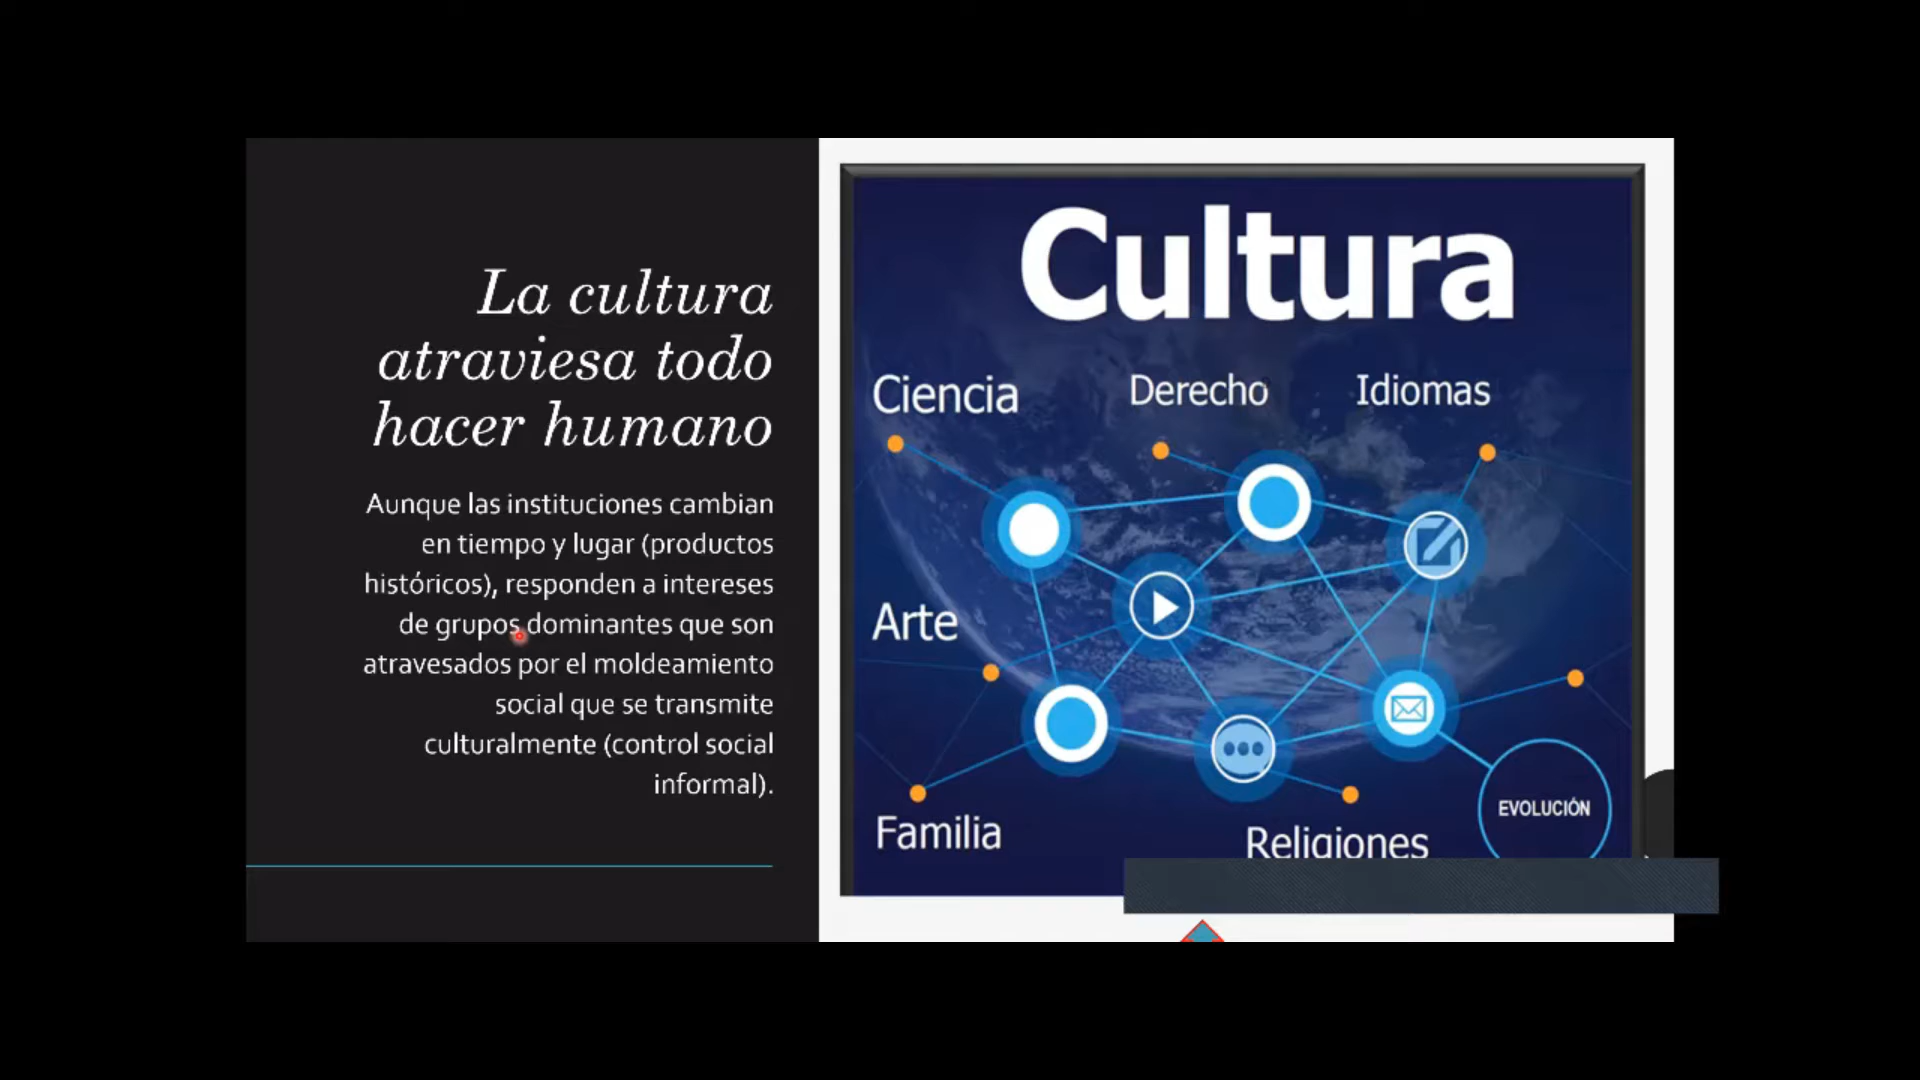 La cultura
atraviesa todo
hacer humano
Aunque las instituciones cambian
en tiempo y lugar (productos
históricos), responden a intereses
de grupos dominantes que son
atravesados por el moldeamiento
social que se transmite
culturalmente (control social
informal).
Cultura
Ciencia
Derecho
Idiomas
Arte
Familia
Religiones
EVOLUCIÓN